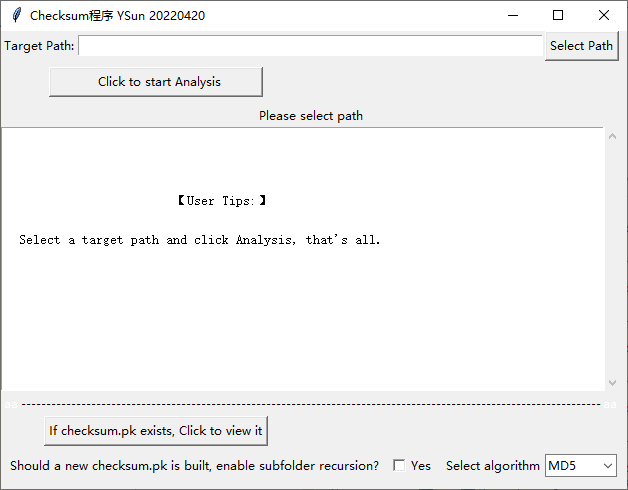 Checksum程序 YSun 20220420
Target Path: Select Path
Click to start Analysis
Please select path
【User Tips:】
Select a target path and click Analysis, that's all.
aa ------------------------------------------------------------------------------------------------ aa
If checksum.pk exists, Click to view it
Should a new checksum.pk is built, enable subfolder recursion? Yes Select algorithm MD5